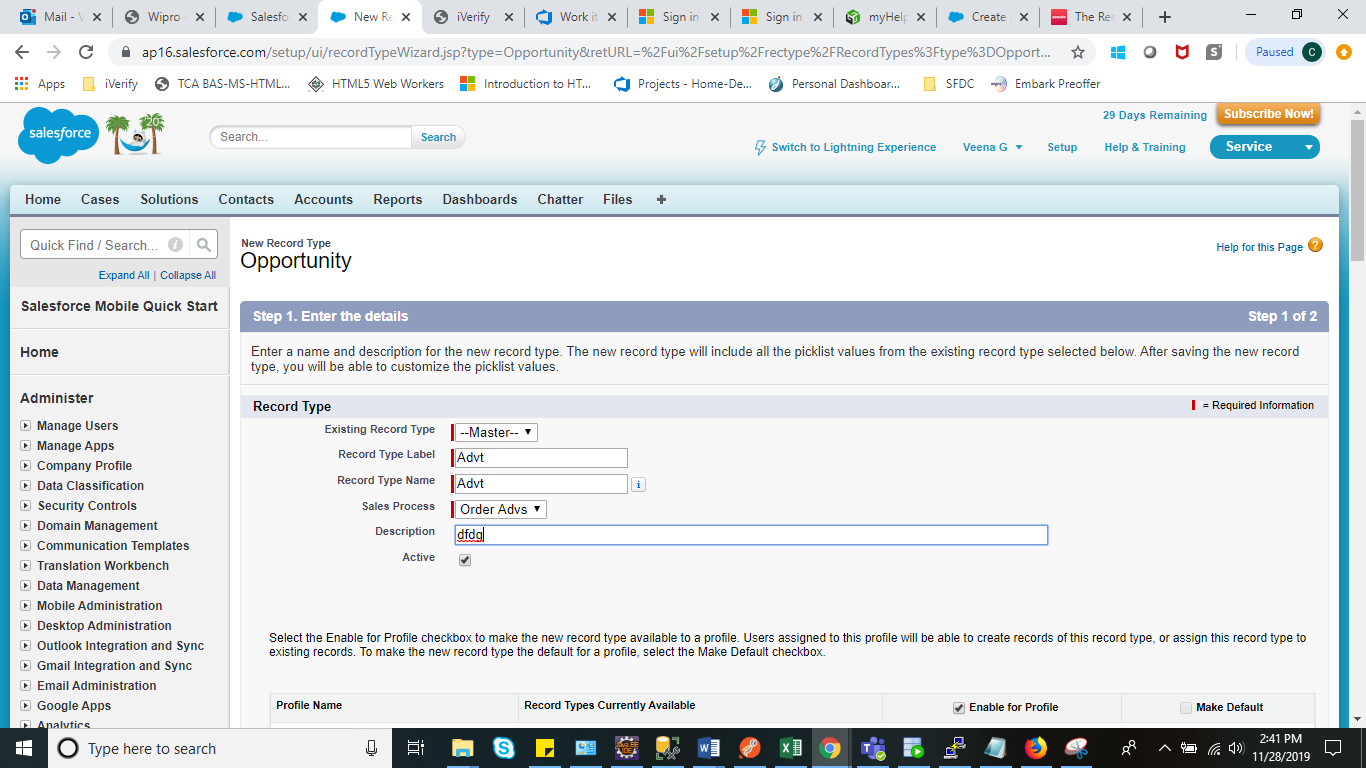 Mail - V
Wipro -
Salesfo
New Re
iVerify
Work it
Sign in
Sign in
myHelp
Create A
The Res
ap16.salesforce.com/setup/ui/recordTypeWizard.jsp?type=Opportunity&retURL=%2Fui%2Fsetup%2Frectype%2FRecordTypes%3Ftype%3DOpport...
S
Paused
C
Apps
iVerify
TCA BAS-MS-HTML...
HTML5 Web Workers
Introduction to HT...
Projects - Home-De...
Personal Dashboar...
SFDC
Embark Preoffer
salesforce
20
Search...
Search
29 Days Remaining
Subscribe Now!
Switch to Lightning Experience
Veena G
Setup
Help & Training
Service
Home
Cases
Solutions
Contacts
Accounts
Reports
Dashboards
Chatter
Files
Quick Find / Search...
Expand All | Collapse All
Salesforce Mobile Quick Start
Home
Administer
Manage Users
Manage Apps
Company Profile
Data Classification
Security Controls
Domain Management
Communication Templates
Translation Workbench
Data Management
Mobile Administration
Desktop Administration
Outlook Integration and Sync
Gmail Integration and Sync
Email Administration
Google Apps
Analytics
New Record Type
Opportunity
Help for this Page
Step 1. Enter the details
Step 1 of 2
Enter a name and description for the new record type. The new record type will include all the picklist values from the existing record type selected below. After saving the new record
type, you will be able to customize the picklist values.
Record Type
= Required Information
Existing Record Type
--Master--
Record Type Label
Advt
Record Type Name
Advt
Sales Process
Order Advs
Description
dfdg
Active
Select the Enable for Profile checkbox to make the new record type available to a profile. Users assigned to this profile will be able to create records of this record type, or assign this record type to
existing records. To make the new record type the default for a profile, select the Make Default checkbox.
Profile Name
Record Types Currently Available
Enable for Profile
Make Default
Type here to search
2:41 PM
11/28/2019